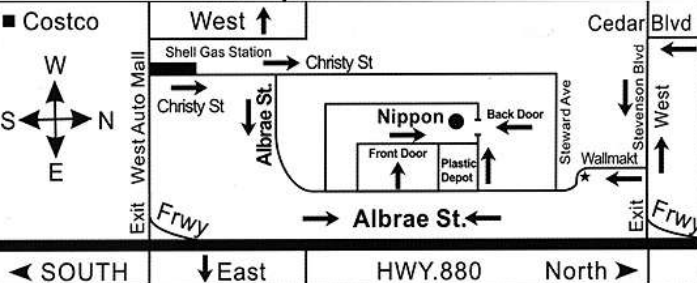 ■ Costco
West
Cedar Blvd
Shell Gas Station
Christy St
Christy St
W
S
N
E
West Auto Mall
Exit
Albrae St.
Nippon
Back Door
Front Door
Plastic
Depot
Steward Ave
Stevenson Blvd
West
Wallmakt
Exit
Frwy
Albrae St.
Frwy
SOUTH
East
HWY.880
North